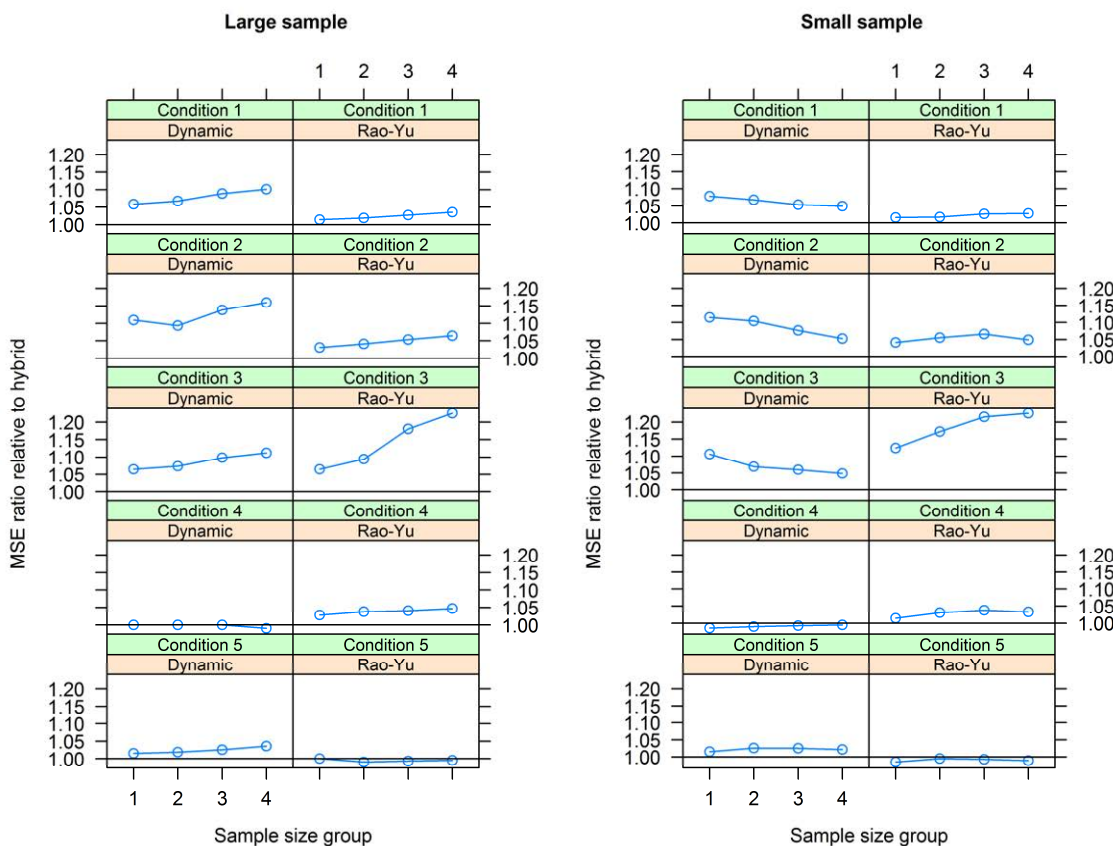 Large sample
1 2 3 4
Condition 1 Condition 1
Dynamic Rao-Yu
1.20
1.15
1.10
1.05
1.00
Condition 2 Condition 2
Dynamic Rao-Yu
1.20
1.15
1.10
1.05
1.00
Condition 3 Condition 3
Dynamic Rao-Yu
1.20
1.15
1.10
1.05
1.00
Condition 4 Condition 4
Dynamic Rao-Yu
1.20
1.15
1.10
1.05
1.00
Condition 5 Condition 5
Dynamic Rao-Yu
1.20
1.15
1.10
1.05
1.00
1 2 3 4
Sample size group
MSE ratio relative to hybrid
Small sample
1 2 3 4
Condition 1 Condition 1
Dynamic Rao-Yu
1.20
1.15
1.10
1.05
1.00
Condition 2 Condition 2
Dynamic Rao-Yu
1.20
1.15
1.10
1.05
1.00
Condition 3 Condition 3
Dynamic Rao-Yu
1.20
1.15
1.10
1.05
1.00
Condition 4 Condition 4
Dynamic Rao-Yu
1.20
1.15
1.10
1.05
1.00
Condition 5 Condition 5
Dynamic Rao-Yu
1.20
1.15
1.10
1.05
1.00
1 2 3 4
Sample size group
MSE ratio relative to hybrid